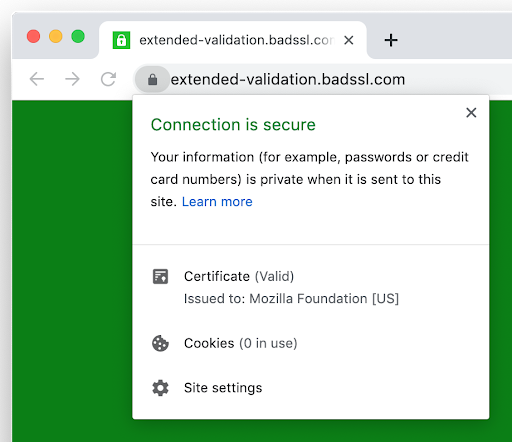 extended-validation.badssl.co
extended-validation.badssl.com
Connection is secure
Your information (for example, passwords or credit
card numbers) is private when it is sent to this
site. Learn more
Certificate (Valid)
Issued to: Mozilla Foundation [US]
Cookies (0 in use)
Site settings